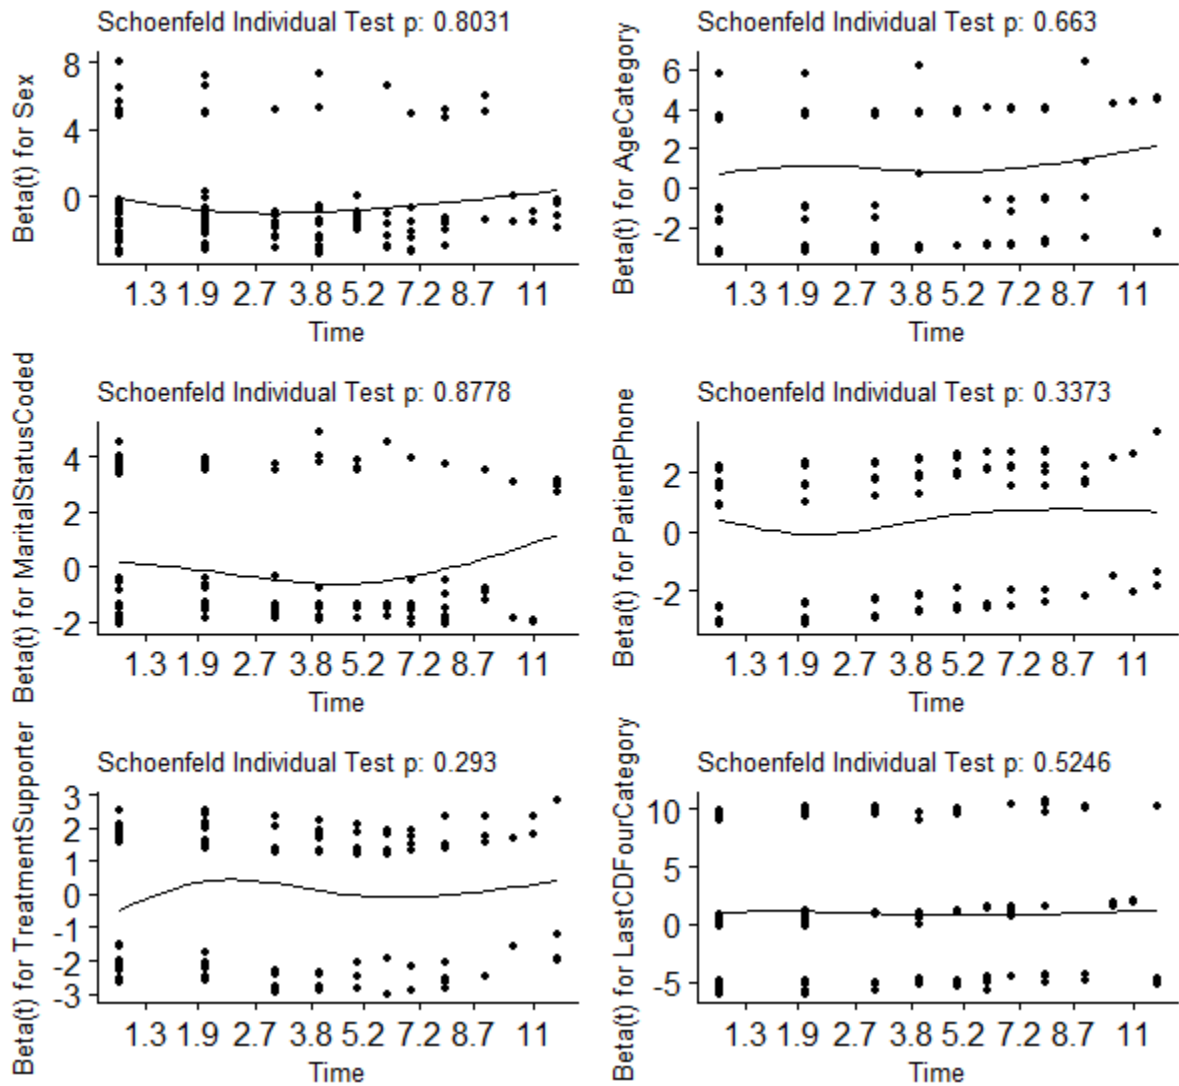 Schoenfeld Individual Test p: 0.8031
Beta(t) for Sex
8
4
0
1.3 1.9 2.7 3.8 5.2 7.2 8.7 11
Time
Schoenfeld Individual Test p: 0.663
Beta(t) for AgeCategory
6
4
2
0
-2
1.3 1.9 2.7 3.8 5.2 7.2 8.7 11
Time
Schoenfeld Individual Test p: 0.8778
Beta(t) for MaritalStatusCoded
4
2
0
-2
1.3 1.9 2.7 3.8 5.2 7.2 8.7 11
Time
Schoenfeld Individual Test p: 0.3373
Beta(t) for PatientPhone
2
0
-2
1.3 1.9 2.7 3.8 5.2 7.2 8.7 11
Time
Schoenfeld Individual Test p: 0.293
Beta(t) for TreatmentSupporter
3
2
1
0
-1
-2
-3
1.3 1.9 2.7 3.8 5.2 7.2 8.7 11
Time
Schoenfeld Individual Test p: 0.5246
Beta(t) for LastCDFourCategory
10
5
0
-5
1.3 1.9 2.7 3.8 5.2 7.2 8.7 11
Time